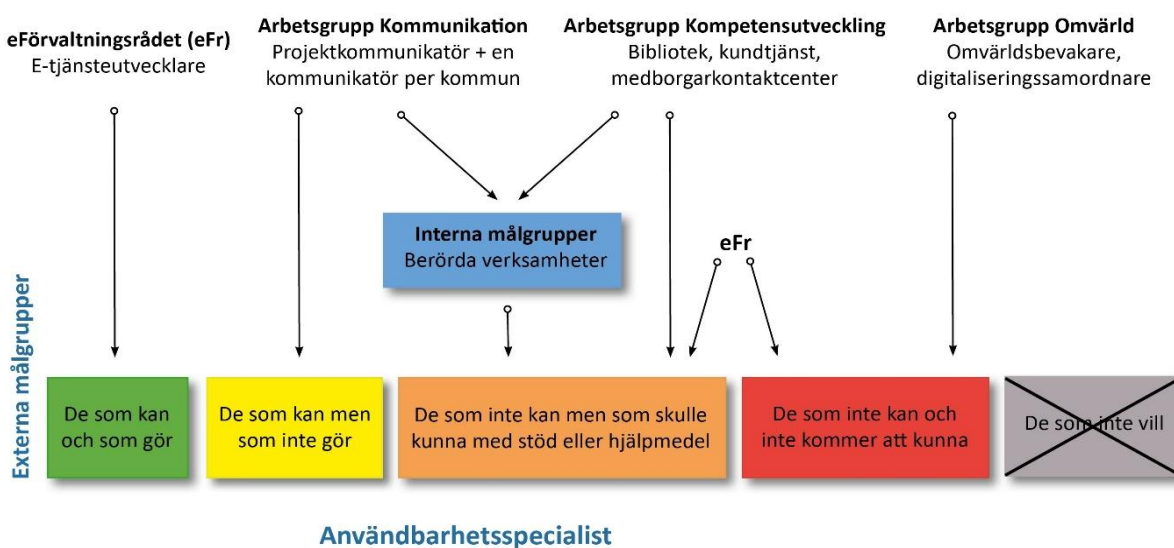 eFörvaltningsrådet (eFr)
E-tjänsteutvecklare
Arbetsgrupp Kommunikation
Projektkommunikatör + en
kommunikatör per kommun
Arbetsgrupp Kompetensutveckling
Bibliotek, kundtjänst,
medborgarkontaktcenter
Arbetsgrupp Omvärld
Omvärldsbevakare,
digitaliseringssamordnare
Interna målgrupper
Berörda verksamheter
eFr
Externa målgrupper
De som kan
och som gör
De som kan men
som inte gör
De som inte kan men som skulle
kunna med stöd eller hjälpmedel
De som inte kan och
inte kommer att kunna
De som inte vill
Användbarhetsspecialist